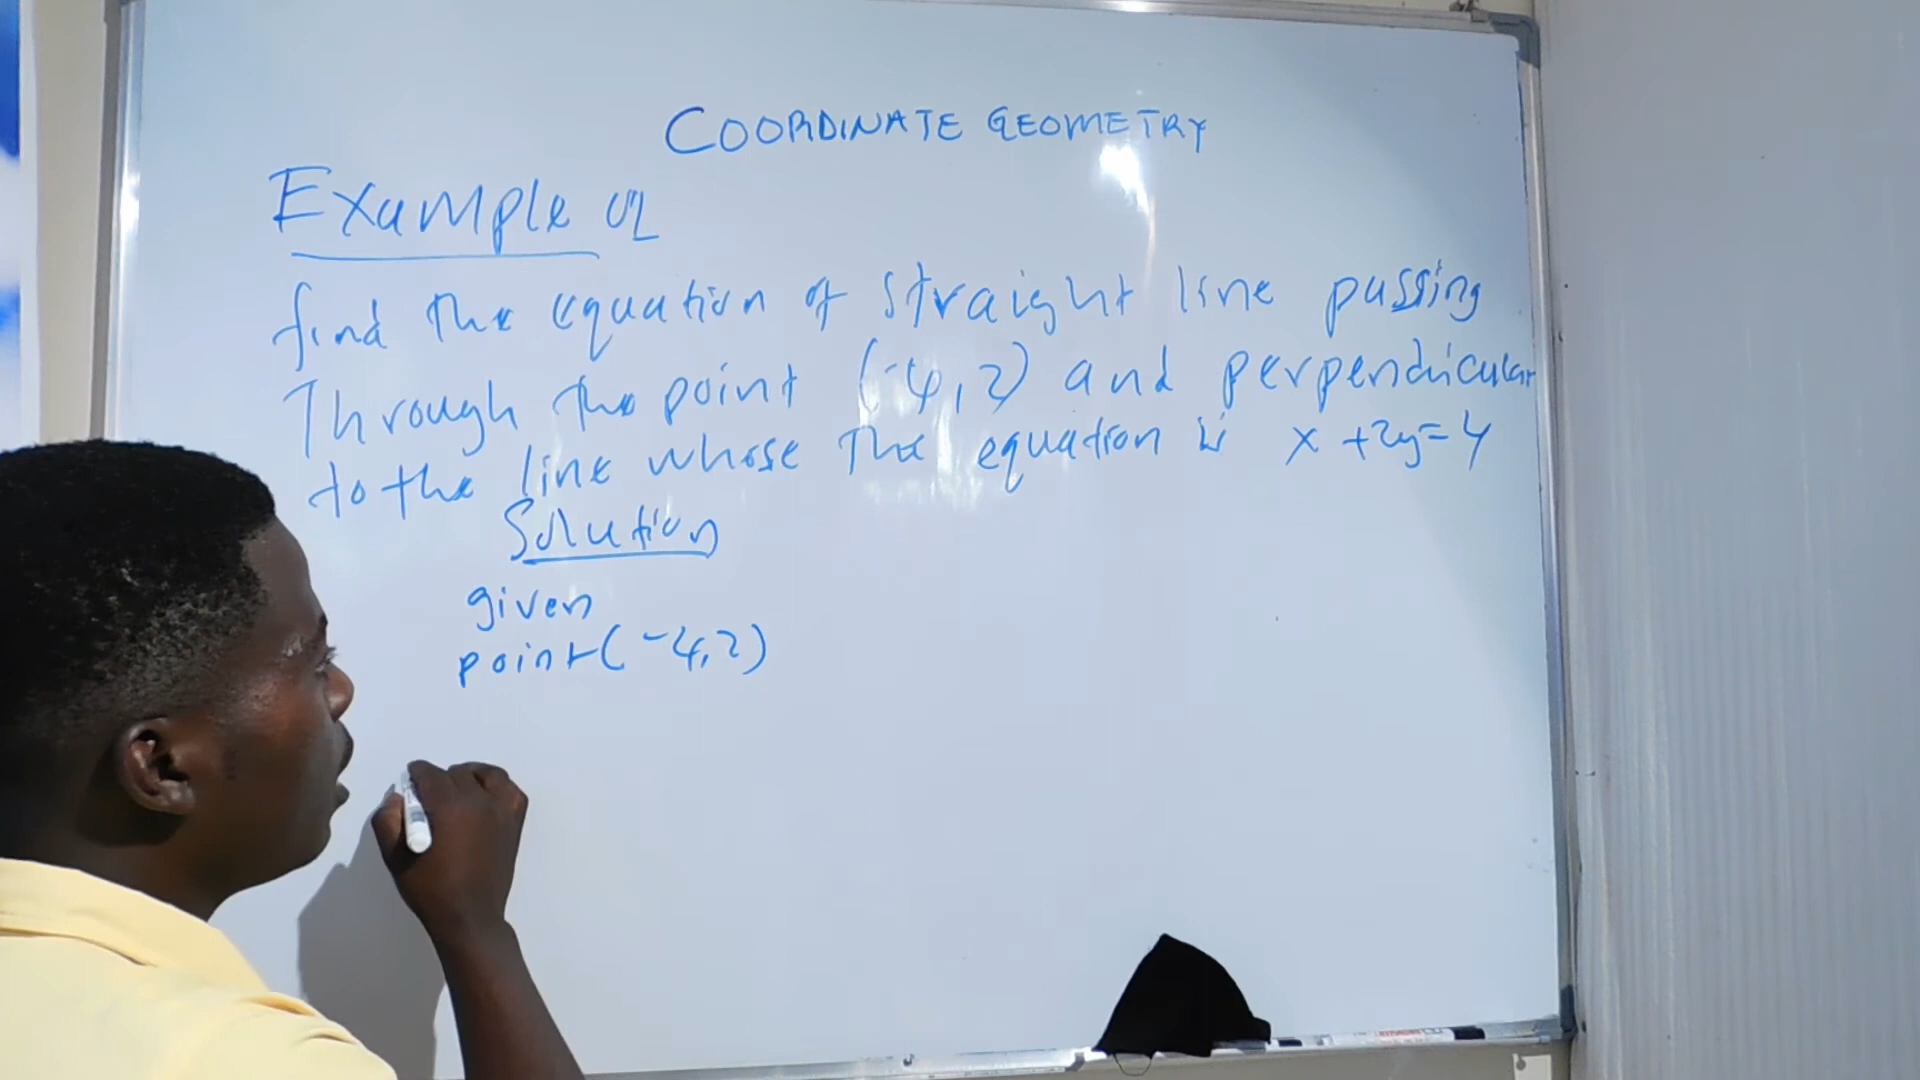 COORDINATE GEOMETRY
Example 02
find the equation of straight line passing
Through the point (-4,2) and perpendicular
to the line whose the equation is x+2y=4
Solution
given
point(-4,2)